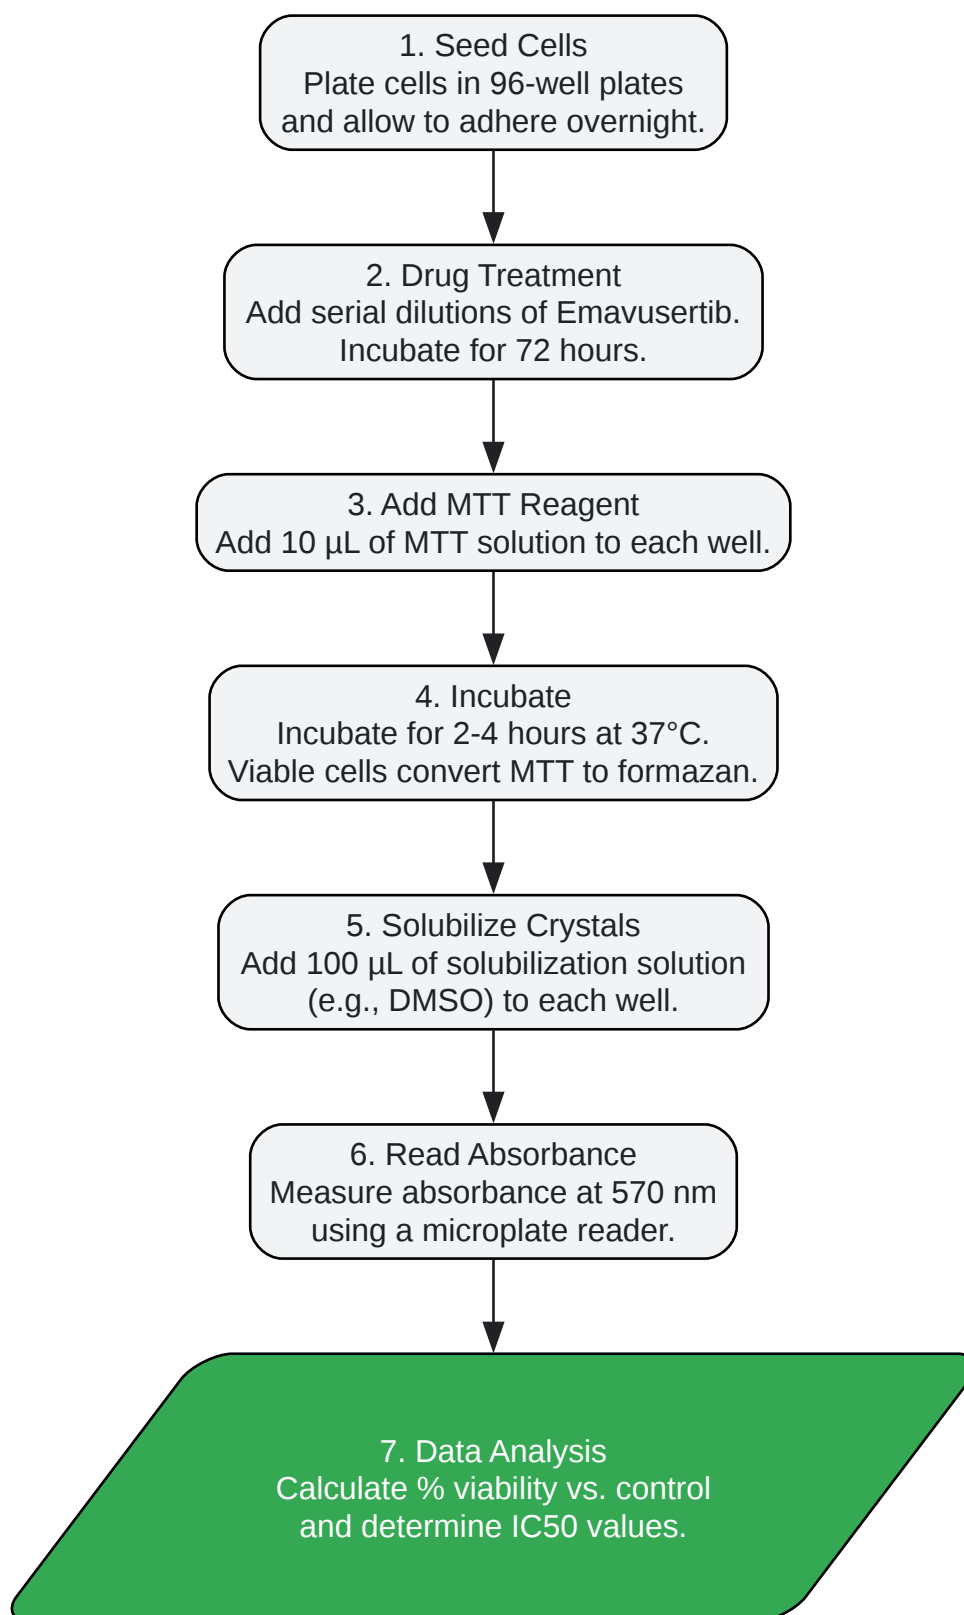 1. Seed Cells
Plate cells in 96-well plates
and allow to adhere overnight.
2. Drug Treatment
Add serial dilutions of Emavusertib.
Incubate for 72 hours.
3. Add MTT Reagent
Add 10 µL of MTT solution to each well.
4. Incubate
Incubate for 2-4 hours at 37°C.
Viable cells convert MTT to formazan.
5. Solubilize Crystals
Add 100 µL of solubilization solution
(e.g., DMSO) to each well.
6. Read Absorbance
Measure absorbance at 570 nm
using a microplate reader.
7. Data Analysis
Calculate % viability vs. control
and determine IC50 values.